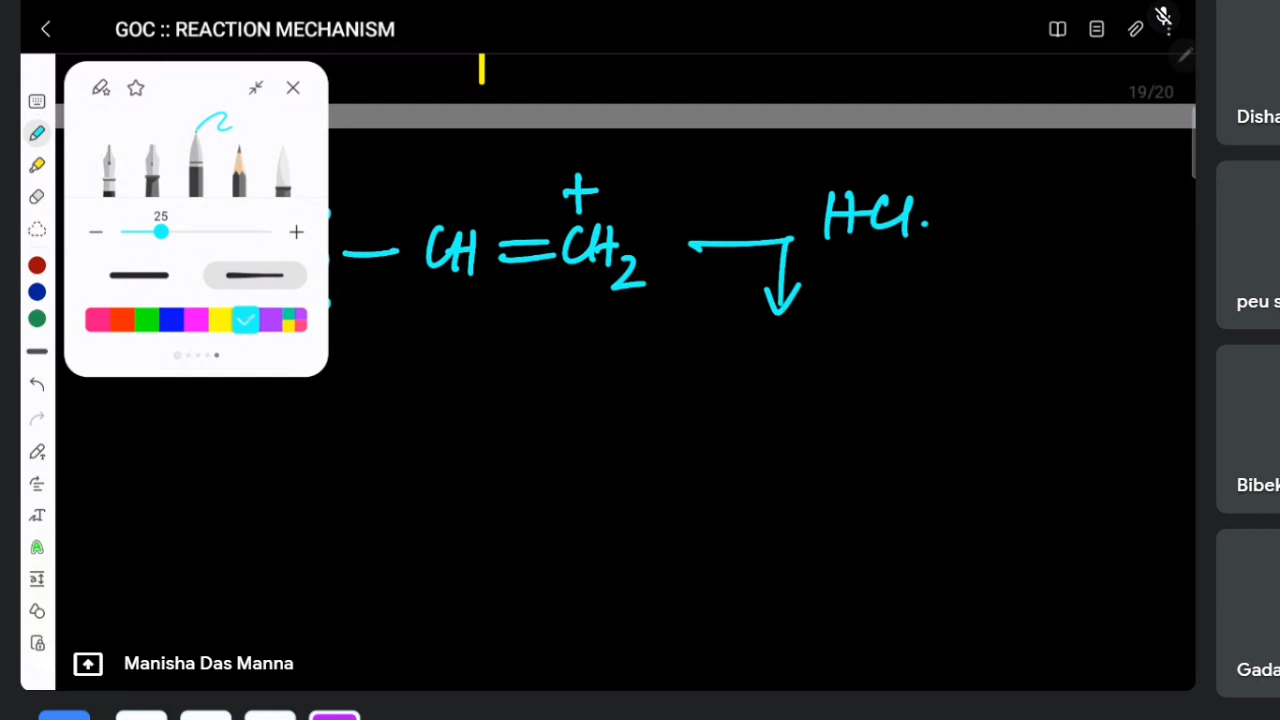 GOC :: REACTION MECHANISM
19/20
25
+
— CH = CH2
HCl.
Disha
peu s
Bibek
Gada
Manisha Das Manna